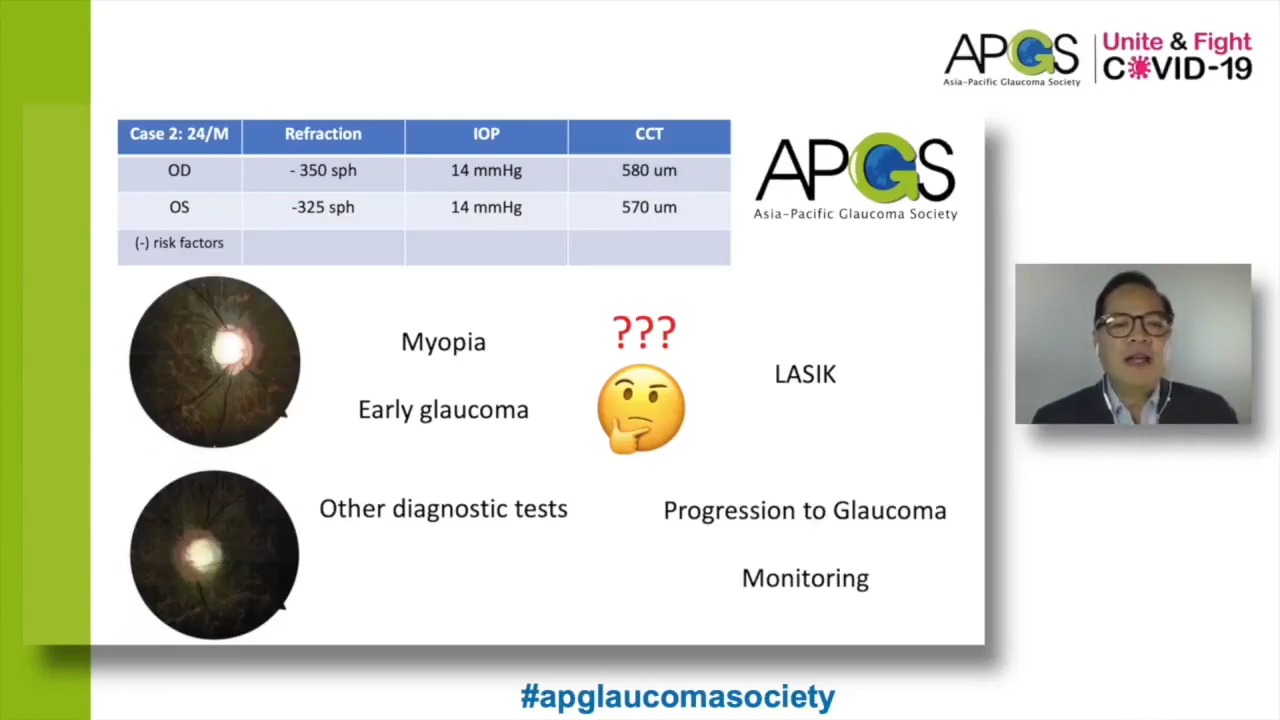 APGS
Asia-Pacific Glaucoma Society
Unite & Fight
COVID-19
Case 2: 24/M Refraction IOP CCT
OD - 350 sph 14 mmHg 580 um
OS -325 sph 14 mmHg 570 um
(-) risk factors
APGS
Asia-Pacific Glaucoma Society
Myopia
???
LASIK
Early glaucoma
Other diagnostic tests
Progression to Glaucoma
Monitoring
#apglaucomasociety